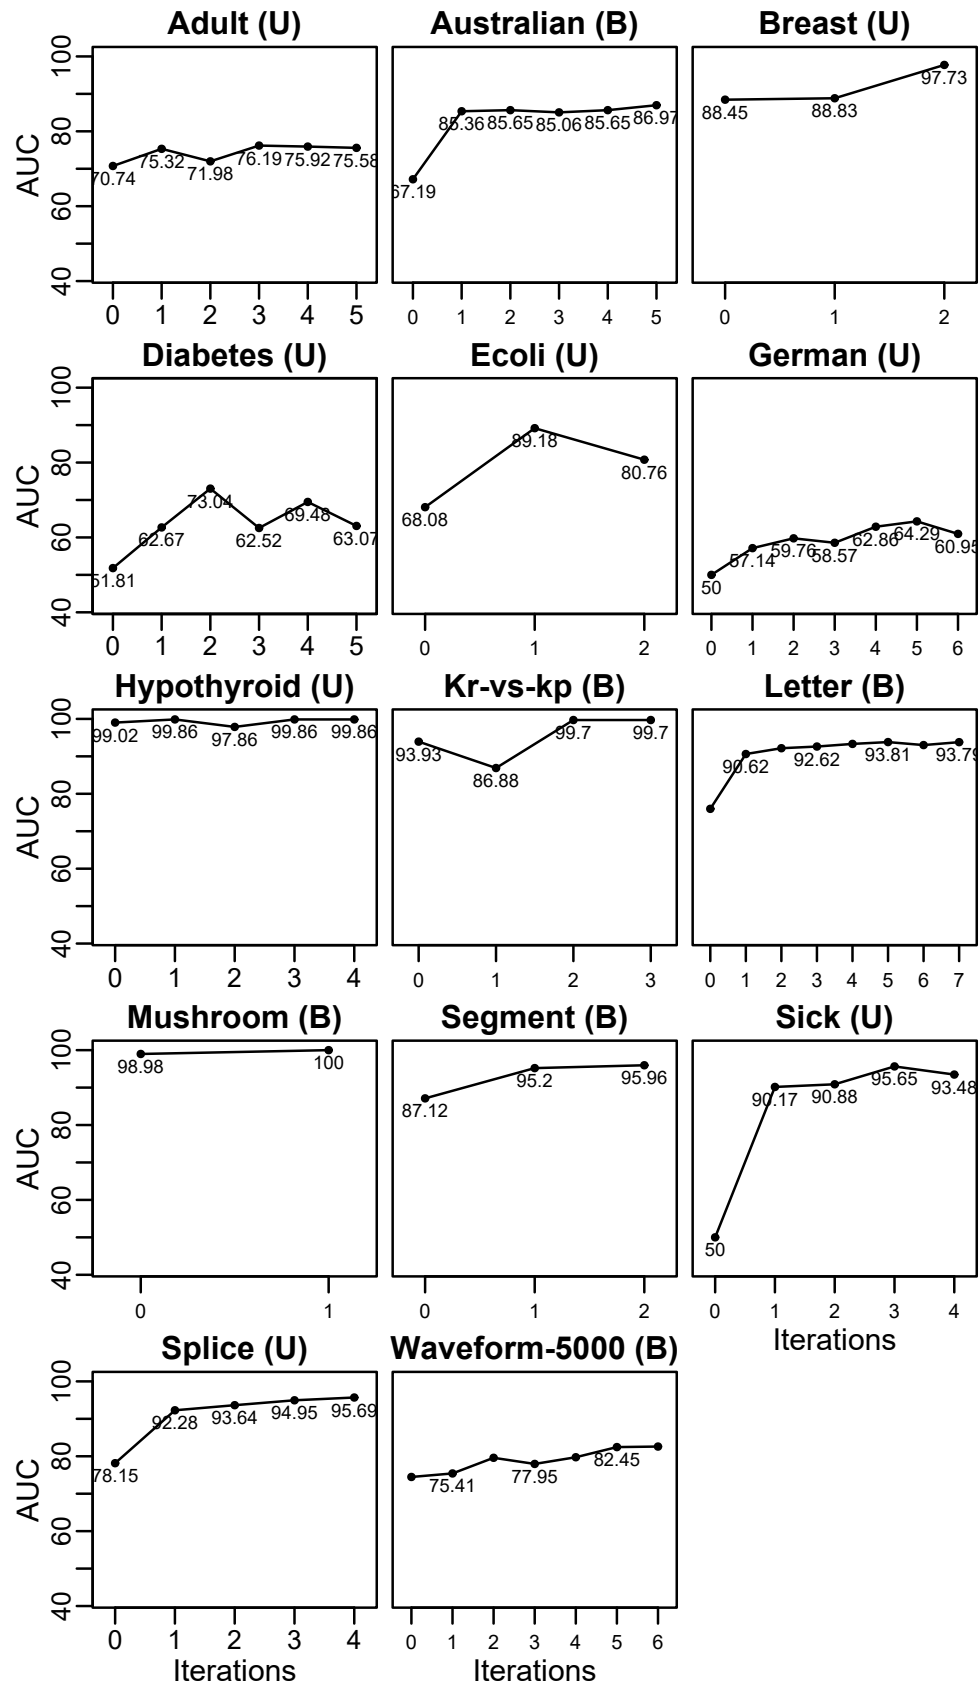 Adult (U) Australian (B) Breast (U)
AUC
100
80
60
40
70.74 75.32 71.98 76.19 75.92 75.58
67.19 85.36 85.65 85.06 85.65 86.97
88.45 88.83 97.73
0 1 2 3 4 5 0 1 2 3 4 5 0 1 2
Diabetes (U) Ecoli (U) German (U)
AUC
100
80
60
40
51.81 62.67 73.04 62.52 69.48 63.07
68.08 89.18 80.76
50 57.14 59.76 58.57 62.86 64.29 60.95
0 1 2 3 4 5 0 1 2 0 1 2 3 4 5 6
Hypothyroid (U) Kr-vs-kp (B) Letter (B)
AUC
100
80
60
40
99.02 99.86 97.86 99.86 99.86
93.93 86.88 99.7 99.7
90.62 92.62 93.81 93.79
0 1 2 3 4 0 1 2 3 0 1 2 3 4 5 6 7
Mushroom (B) Segment (B) Sick (U)
AUC
100
80
60
40
98.98 100
87.12 95.2 95.96
50 90.17 90.88 95.65 93.48
0 1 0 1 2 0 1 2 3 4
Iterations
Splice (U) Waveform-5000 (B)
AUC
100
80
60
40
78.15 92.28 93.64 94.95 95.69
75.41 77.95 82.45
0 1 2 3 4 0 1 2 3 4 5 6
Iterations Iterations